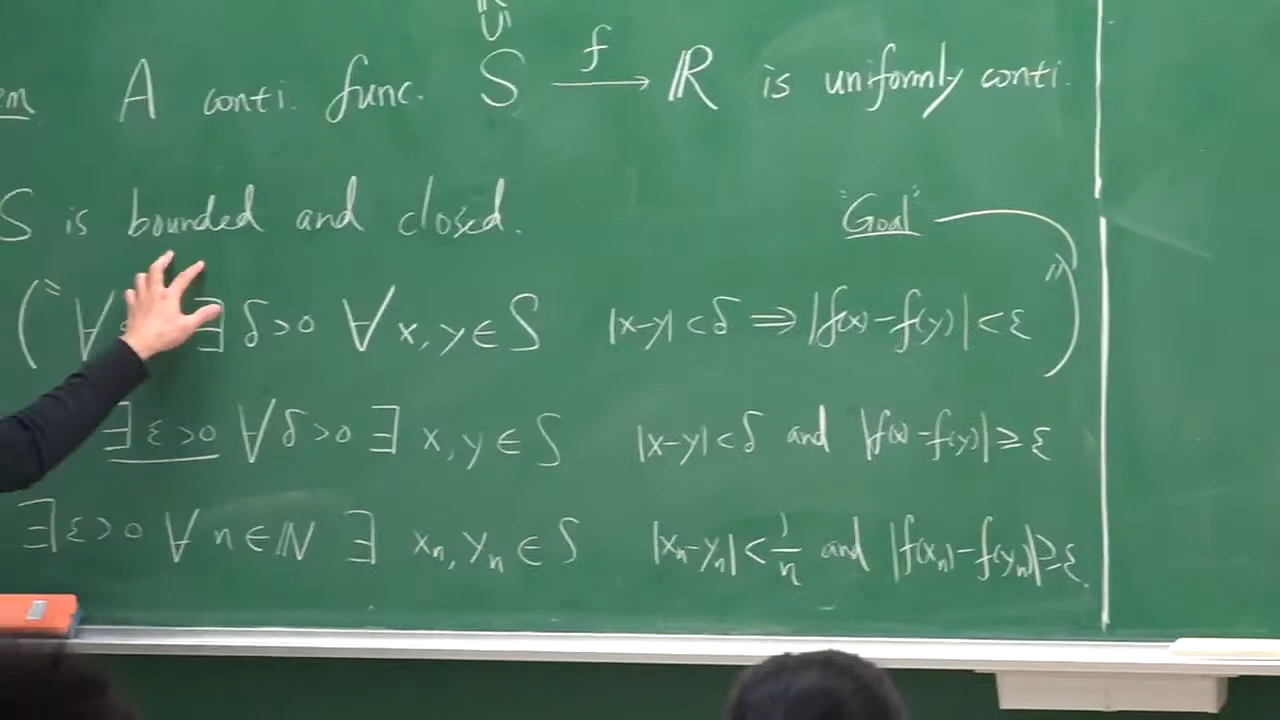 A conti. func. S f→ ℝ is uniformly conti.
S is bounded and closed.
"Goal"
(" ∀ ∃ δ>0 ∀ x, y ∈ S |x-y| < δ ⇒ |f(x) - f(y)| < ε ")
∃ ε>0 ∀ δ>0 ∃ x, y ∈ S |x-y| < δ and |f(x) - f(y)| ≥ ε
∃ ε>0 ∀ n ∈ ℕ ∃ xₙ, yₙ ∈ S |xₙ-yₙ| < 1/n and |f(xₙ) - f(yₙ)| ≥ ε.